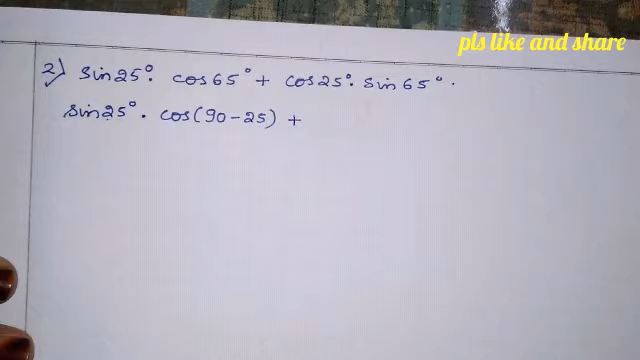 pls like and share
2) sin25°. cos65° + cos25°. sin65°.
sin25°. cos(90-25) +